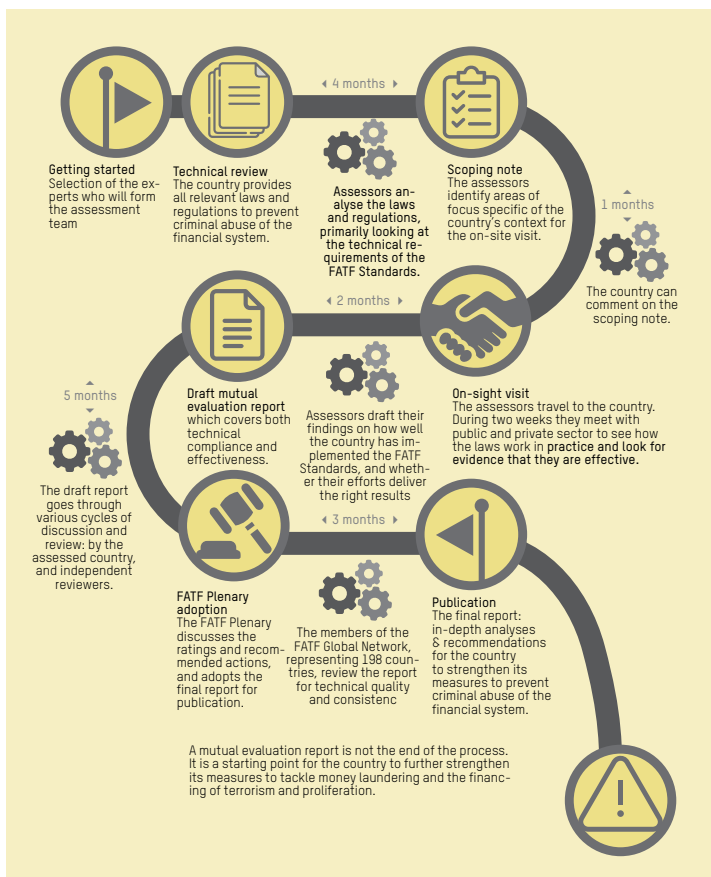 Getting started
Selection of the ex-
perts who will form
the assessment
team
Technical review
The country provides
all relevant laws and
regulations to prevent
criminal abuse of the
financial system.
4 months
Assessors an-
alyse the laws
and regulations,
primarily looking at
the technical re-
quirements of the
FATF Standards.
Scoping note
The assessors
identify areas of
focus specific of the
country's context for
the on-site visit.
1 months
The country can
comment on the
scoping note.
On-sight visit
The assessors travel to the country.
During two weeks they meet with
public and private sector to see how
the laws work in practice and look for
evidence that they are effective.
2 months
Assessors draft their
findings on how well
the country has im-
plemented the FATF
Standards, and wheth-
er their efforts deliver
the right results
Draft mutual
evaluation report
which covers both
technical
compliance and
effectiveness.
5 months
The draft report
goes through
various cycles of
discussion and
review: by the
assessed country,
and independent
reviewers.
FATF Plenary
adoption
The FATF Plenary
discusses the
ratings and recom-
mended actions,
and adopts the
final report for
publication.
3 months
The members of the
FATF Global Network,
representing 198 coun-
tries, review the report
for technical quality
and consistenc
Publication
The final report:
in-depth analyses
& recommendations
for the country
to strengthen its
measures to prevent
criminal abuse of the
financial system.
A mutual evaluation report is not the end of the process.
It is a starting point for the country to further strengthen
its measures to tackle money laundering and the financ-
ing of terrorism and proliferation.